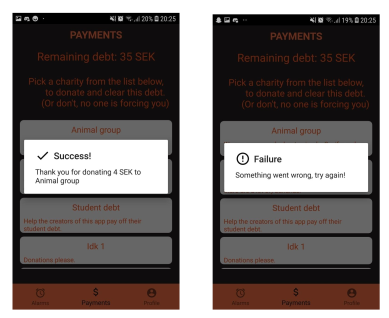 20% 20:25
PAYMENTS
Remaining debt: 35 SEK
Pick a charity from the list below,
to donate and clear this debt.
(Or don't, no one is forcing you)
Animal group
Success!
Thank you for donating 4 SEK to
Animal group
Student debt
Help the creators of this app pay off their
student debt.
Idk 1
Donations please.
Alarms
$
Payments
Profile
19% 20:25
PAYMENTS
Remaining debt: 35 SEK
Pick a charity from the list below,
to donate and clear this debt.
(Or don't, no one is forcing you)
Animal group
Failure
Something went wrong, try again!
Student debt
Help the creators of this app pay off their
student debt.
Idk 1
Donations please.
Alarms
$
Payments
Profile